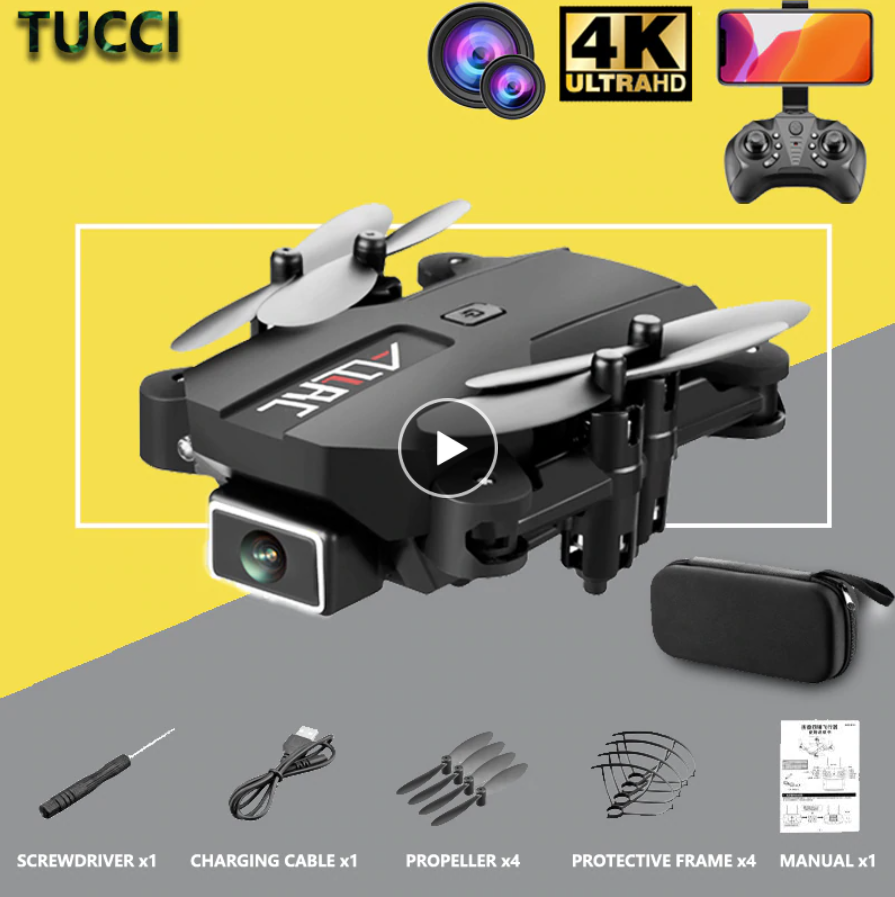 TUCCI
4K
ULTRAHD
SCREWDRIVER x1
CHARGING CABLE x1
PROPELLER x4
PROTECTIVE FRAME x4
MANUAL x1